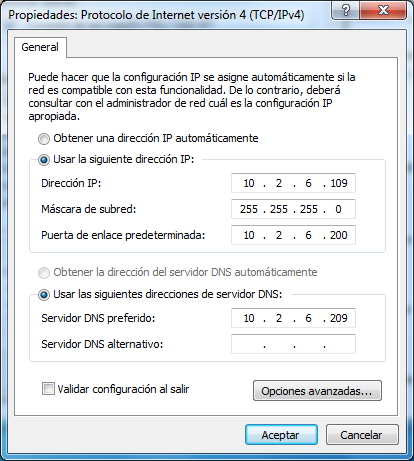 Propiedades: Protocolo de Internet versión 4 (TCP/IPv4)
General
Puede hacer que la configuración IP se asigne automáticamente si la
red es compatible con esta funcionalidad. De lo contrario, deberá
consultar con el administrador de red cuál es la configuración IP
apropiada.
Obtener una dirección IP automáticamente
Usar la siguiente dirección IP:
Dirección IP: 10 . 2 . 6 . 109
Máscara de subred: 255 . 255 . 255 . 0
Puerta de enlace predeterminada: 10 . 2 . 6 . 200
Obtener la dirección del servidor DNS automáticamente
Usar las siguientes direcciones de servidor DNS:
Servidor DNS preferido: 10 . 2 . 6 . 209
Servidor DNS alternativo: . . .
Validar configuración al salir
Opciones avanzadas...
Aceptar Cancelar